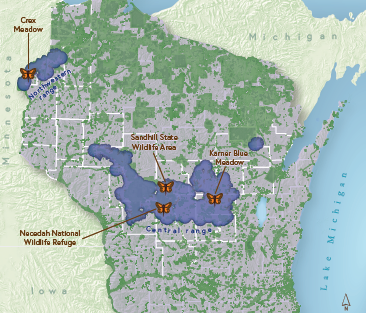 Crex
Meadow
Michigan
Minnesota
Northwestern
range
Sandhill State
Wildlife Area
Karner Blue
Meadow
Necedah National
Wildlife Refuge
Central range
Lake Michigan
Iowa
N